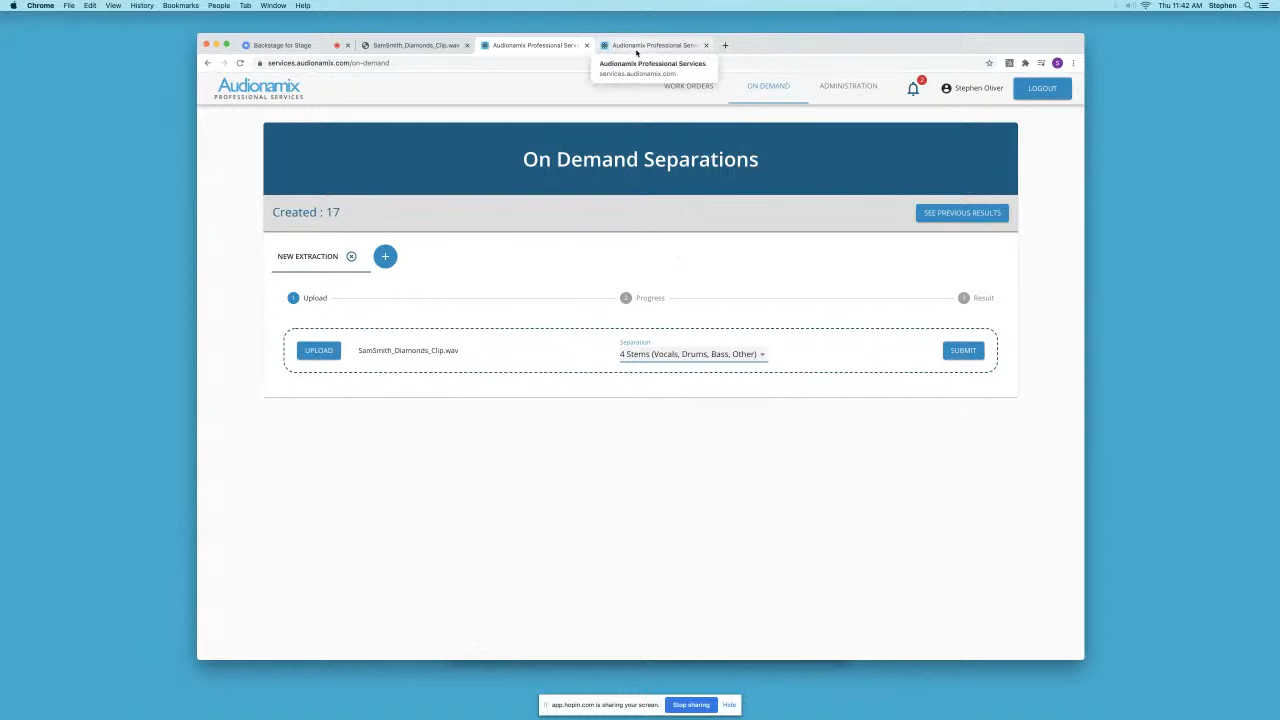 Chrome File Edit View History Bookmarks People Tab Window Help
Thu 11:42 AM Stephen
Backstage for Stage
SamSmith_Diamonds_Clip.wav
Audionamix Professional Serv
Audionamix Professional Serv
services.audionamix.com/on-demand
S
Audionamix Professional Services
services.audionamix.com
Audionamix
PROFESSIONAL SERVICES
WORK ORDERS
ON DEMAND
ADMINISTRATION
2
Stephen Oliver
LOGOUT
On Demand Separations
Created : 17
SEE PREVIOUS RESULTS
NEW EXTRACTION
+
1 Upload
2 Progress
3 Result
UPLOAD
SamSmith_Diamonds_Clip.wav
Separation
4 Stems (Vocals, Drums, Bass, Other)
SUBMIT
app.hopin.com is sharing your screen.
Stop sharing
Hide